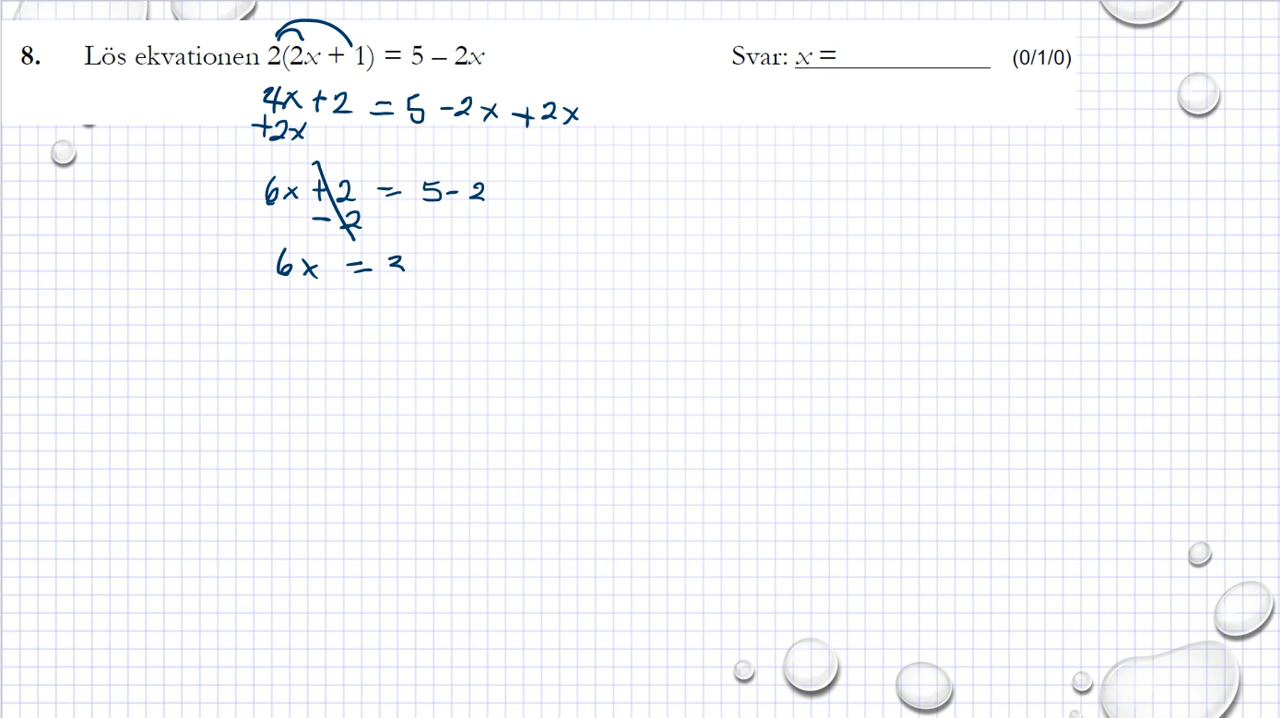 8. Lös ekvationen 2(2x + 1) = 5 – 2x Svar: x = (0/1/0)
4x + 2 = 5 - 2x + 2x
+2x
6x + 2 = 5 - 2
- 2
6x = 3